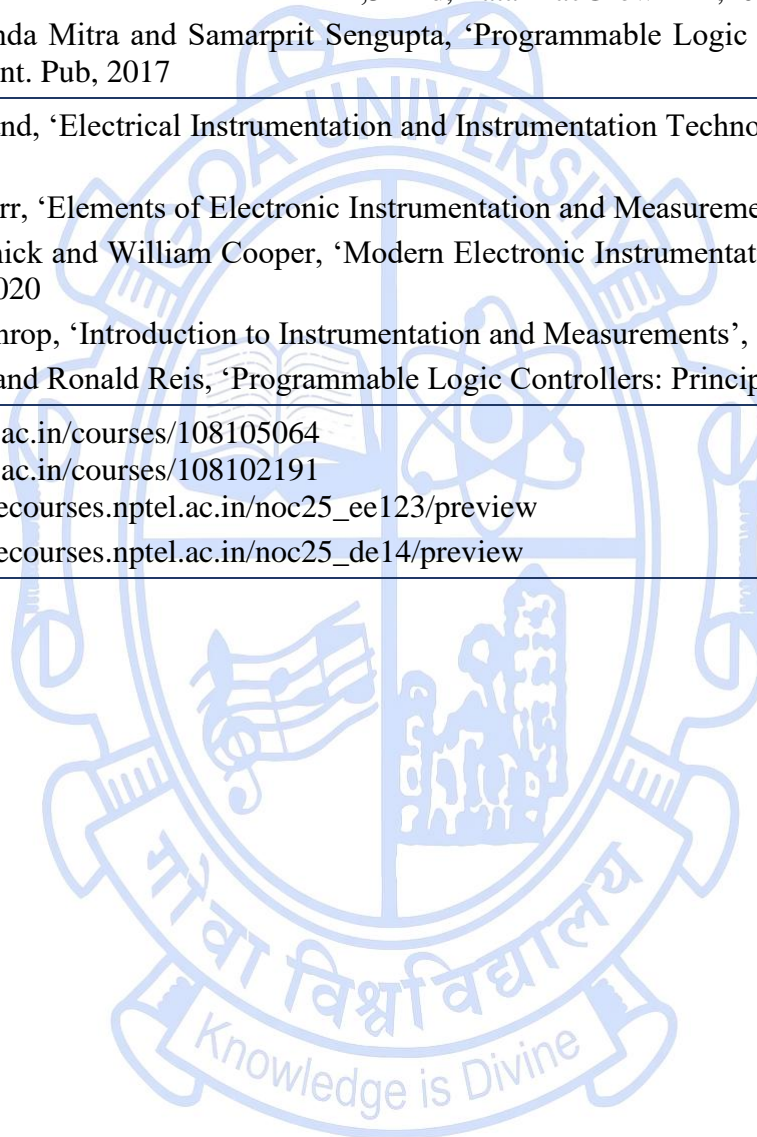 nda Mitra and Samarprit Sengupta, ‘Programmable Logic
nt. Pub, 2017
nd, ‘Electrical Instrumentation and Instrumentation Techno
rr, ‘Elements of Electronic Instrumentation and Measureme
nick and William Cooper, ‘Modern Electronic Instrumentat
020
hrop, ‘Introduction to Instrumentation and Measurements’,
and Ronald Reis, ‘Programmable Logic Controllers: Princip
ac.in/courses/108105064
ac.in/courses/108102191
ecourses.nptel.ac.in/noc25_ee123/preview
ecourses.nptel.ac.in/noc25_de14/preview
GOA UNIVERSITY
गोंवा विश्वविद्यालय
Knowledge is Divine